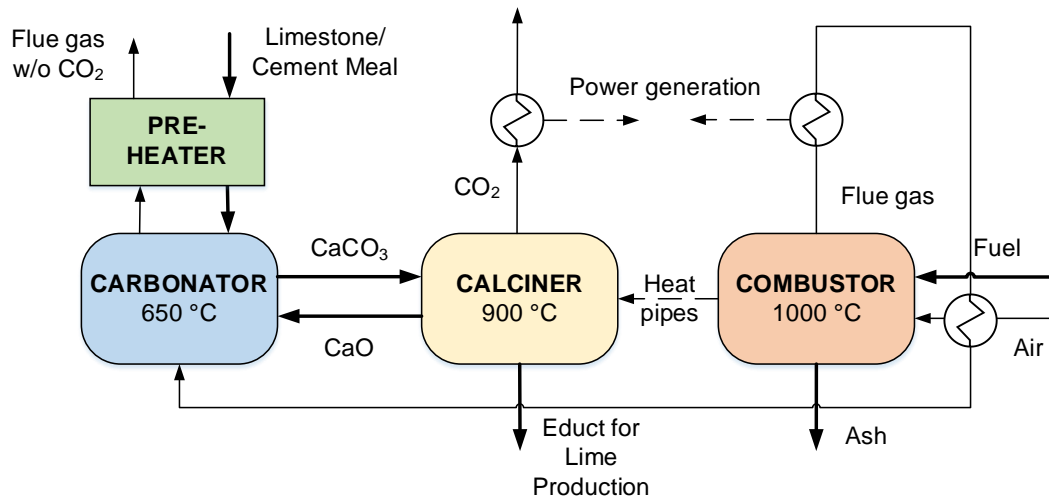 Flue gas
w/o CO₂
Limestone/
Cement Meal
Power generation
PRE-
HEATER
CO₂
Flue gas
CaCO₃
Fuel
CARBONATOR
650 °C
CALCINER
900 °C
Heat
pipes
COMBUSTOR
1000 °C
CaO
Air
Educt for
Lime
Production
Ash